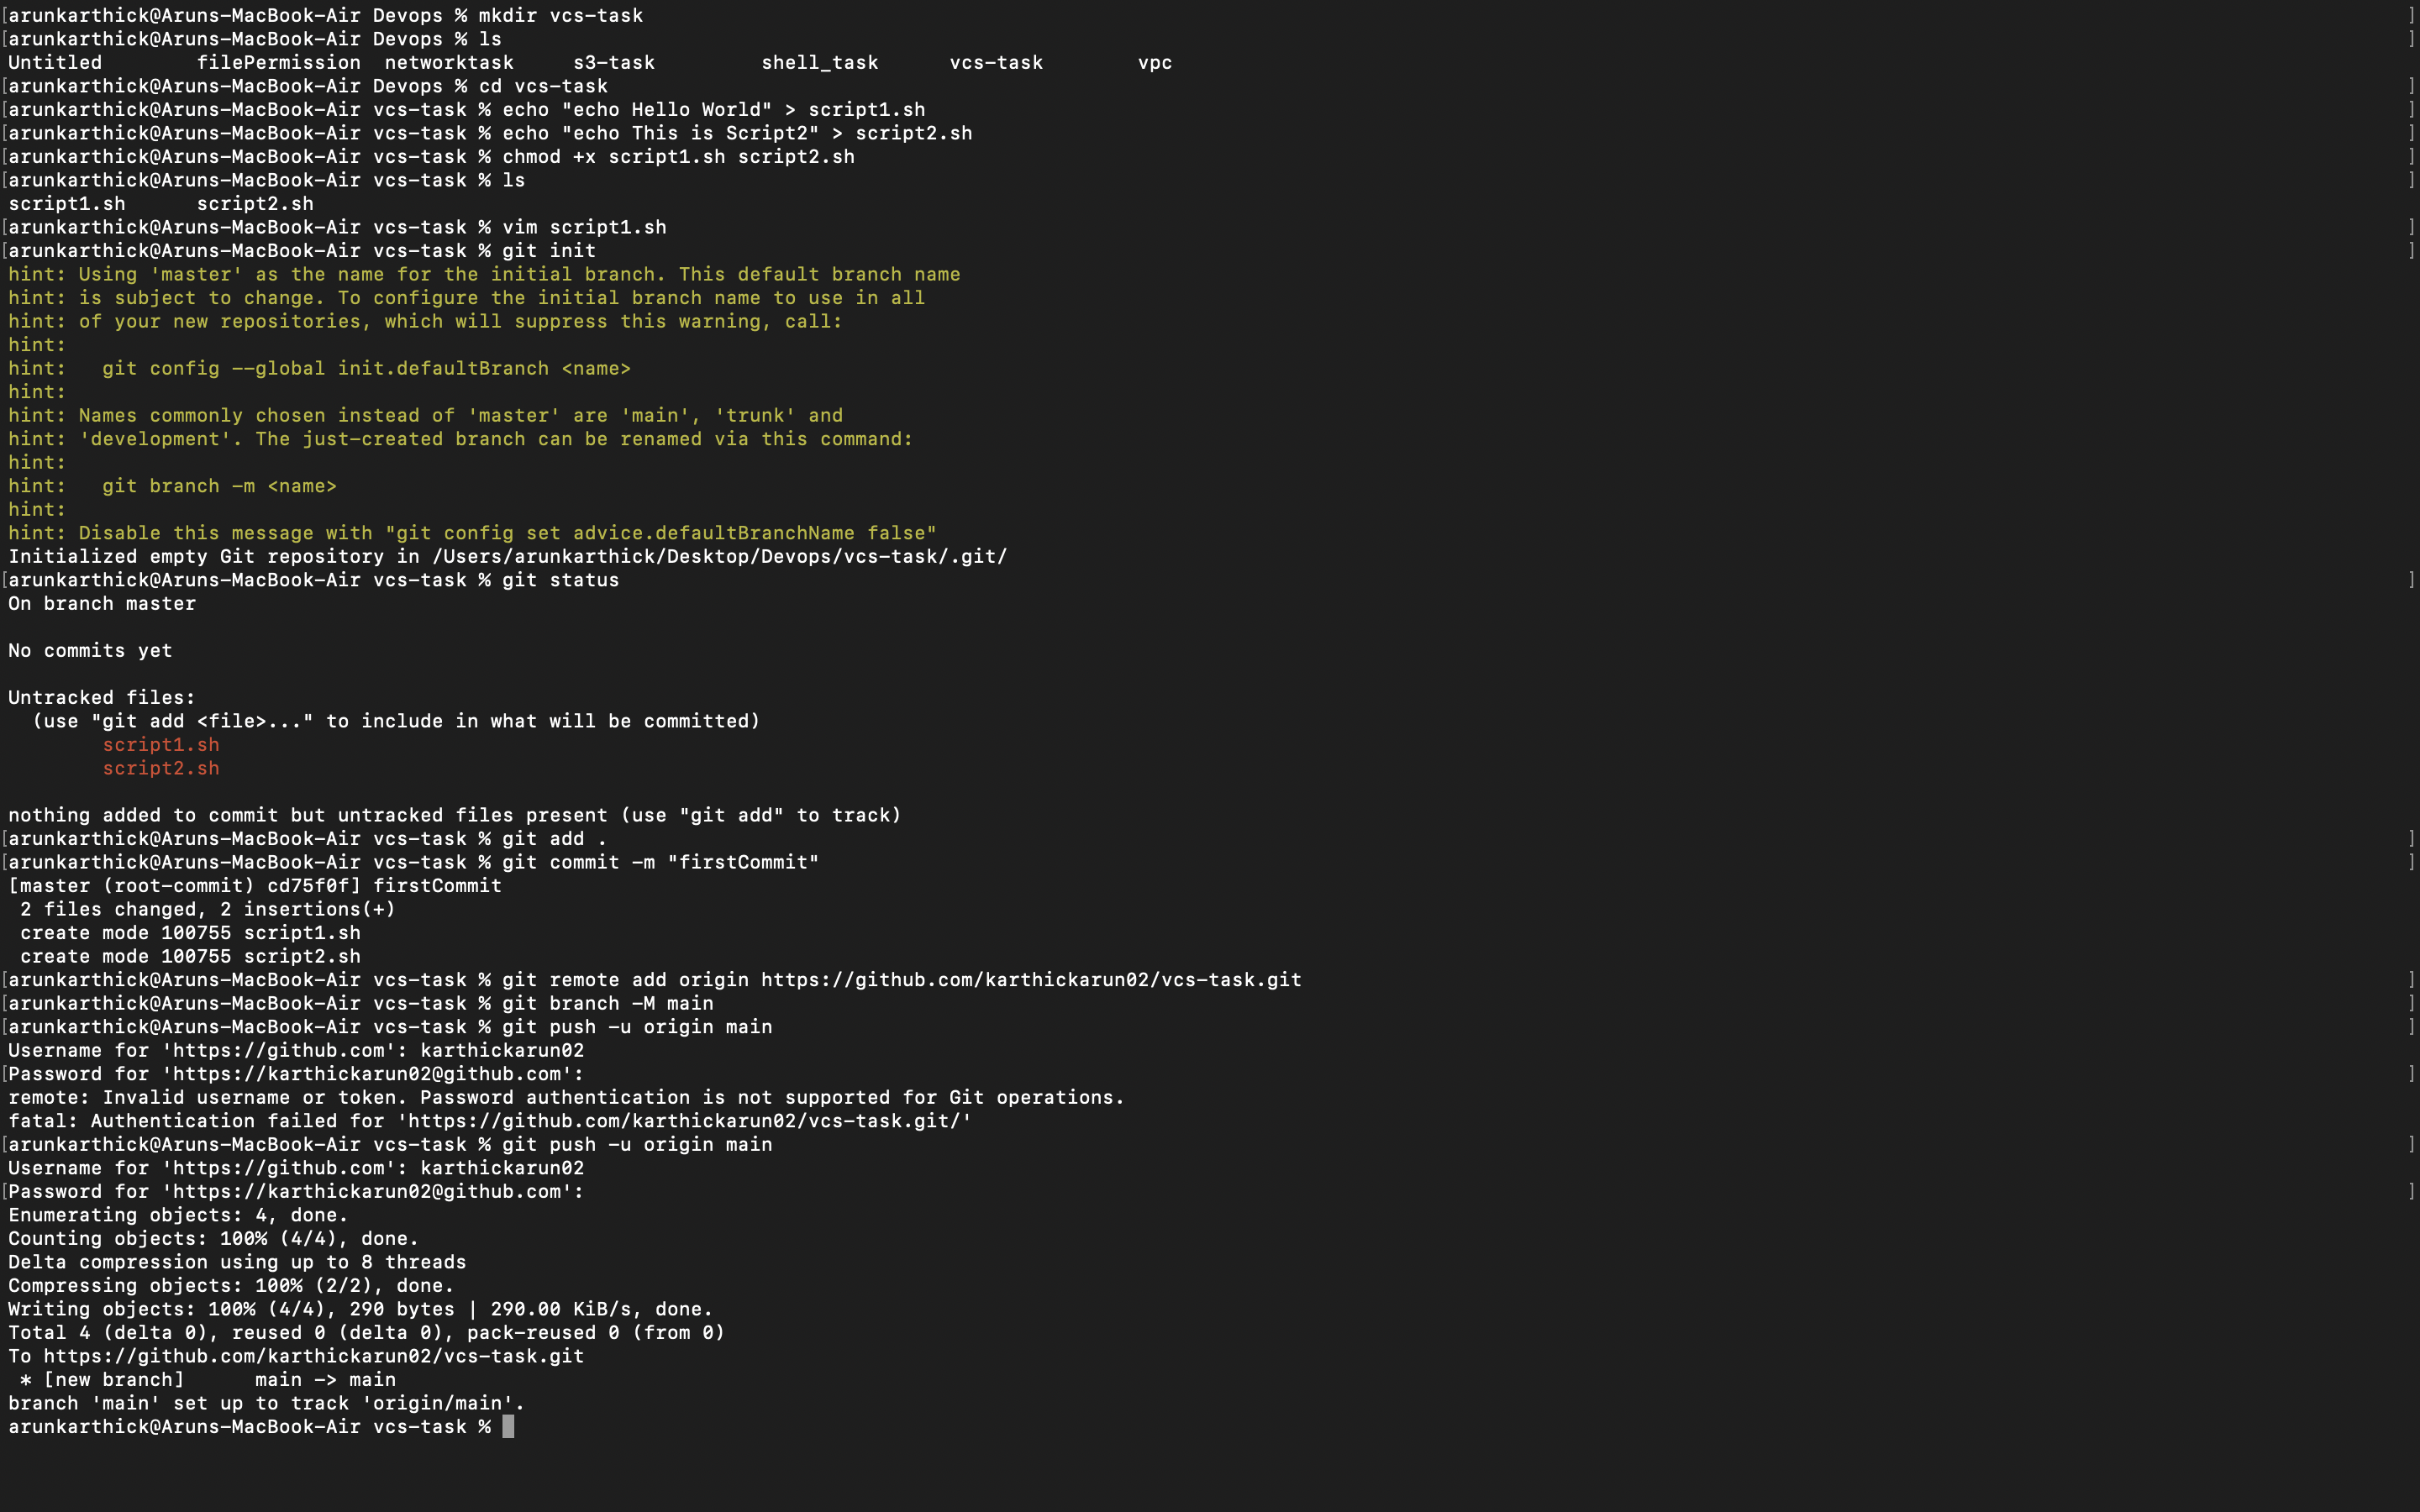 [arunkarthick@Aruns-MacBook-Air Devops % mkdir vcs-task ]
[arunkarthick@Aruns-MacBook-Air Devops % ls ]
Untitled filePermission networktask s3-task shell_task vcs-task vpc
[arunkarthick@Aruns-MacBook-Air Devops % cd vcs-task ]
[arunkarthick@Aruns-MacBook-Air vcs-task % echo "echo Hello World" > script1.sh ]
[arunkarthick@Aruns-MacBook-Air vcs-task % echo "echo This is Script2" > script2.sh ]
[arunkarthick@Aruns-MacBook-Air vcs-task % chmod +x script1.sh script2.sh ]
[arunkarthick@Aruns-MacBook-Air vcs-task % ls ]
script1.sh script2.sh
[arunkarthick@Aruns-MacBook-Air vcs-task % vim script1.sh ]
[arunkarthick@Aruns-MacBook-Air vcs-task % git init ]
hint: Using 'master' as the name for the initial branch. This default branch name
hint: is subject to change. To configure the initial branch name to use in all
hint: of your new repositories, which will suppress this warning, call:
hint:
hint:   git config --global init.defaultBranch <name>
hint:
hint: Names commonly chosen instead of 'master' are 'main', 'trunk' and
hint: 'development'. The just-created branch can be renamed via this command:
hint:
hint:   git branch -m <name>
hint:
hint: Disable this message with "git config set advice.defaultBranchName false"
Initialized empty Git repository in /Users/arunkarthick/Desktop/Devops/vcs-task/.git/
[arunkarthick@Aruns-MacBook-Air vcs-task % git status ]
On branch master

No commits yet

Untracked files:
  (use "git add <file>..." to include in what will be committed)
        script1.sh
        script2.sh

nothing added to commit but untracked files present (use "git add" to track)
[arunkarthick@Aruns-MacBook-Air vcs-task % git add . ]
[arunkarthick@Aruns-MacBook-Air vcs-task % git commit -m "firstCommit" ]
[master (root-commit) cd75f0f] firstCommit
 2 files changed, 2 insertions(+)
 create mode 100755 script1.sh
 create mode 100755 script2.sh
[arunkarthick@Aruns-MacBook-Air vcs-task % git remote add origin https://github.com/karthickarun02/vcs-task.git ]
[arunkarthick@Aruns-MacBook-Air vcs-task % git branch -M main ]
[arunkarthick@Aruns-MacBook-Air vcs-task % git push -u origin main ]
Username for 'https://github.com': karthickarun02
[Password for 'https://karthickarun02@github.com': ]
remote: Invalid username or token. Password authentication is not supported for Git operations.
fatal: Authentication failed for 'https://github.com/karthickarun02/vcs-task.git/'
[arunkarthick@Aruns-MacBook-Air vcs-task % git push -u origin main ]
Username for 'https://github.com': karthickarun02
[Password for 'https://karthickarun02@github.com': ]
Enumerating objects: 4, done.
Counting objects: 100% (4/4), done.
Delta compression using up to 8 threads
Compressing objects: 100% (2/2), done.
Writing objects: 100% (4/4), 290 bytes | 290.00 KiB/s, done.
Total 4 (delta 0), reused 0 (delta 0), pack-reused 0 (from 0)
To https://github.com/karthickarun02/vcs-task.git
 * [new branch]      main -> main
branch 'main' set up to track 'origin/main'.
arunkarthick@Aruns-MacBook-Air vcs-task %